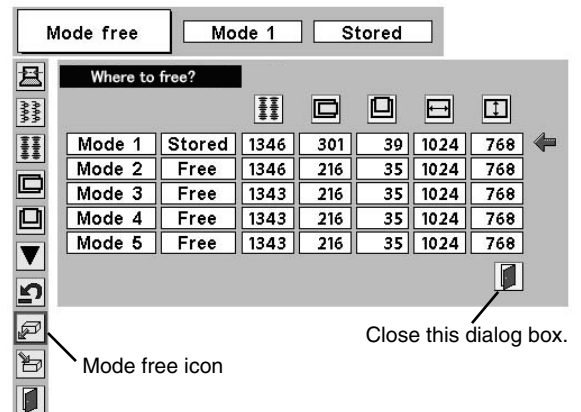 Mode free Mode 1 Stored
Where to free?
Mode 1 Stored 1346 301 39 1024 768
Mode 2 Free 1346 216 35 1024 768
Mode 3 Free 1343 216 35 1024 768
Mode 4 Free 1343 216 35 1024 768
Mode 5 Free 1343 216 35 1024 768
Close this dialog box.
Mode free icon